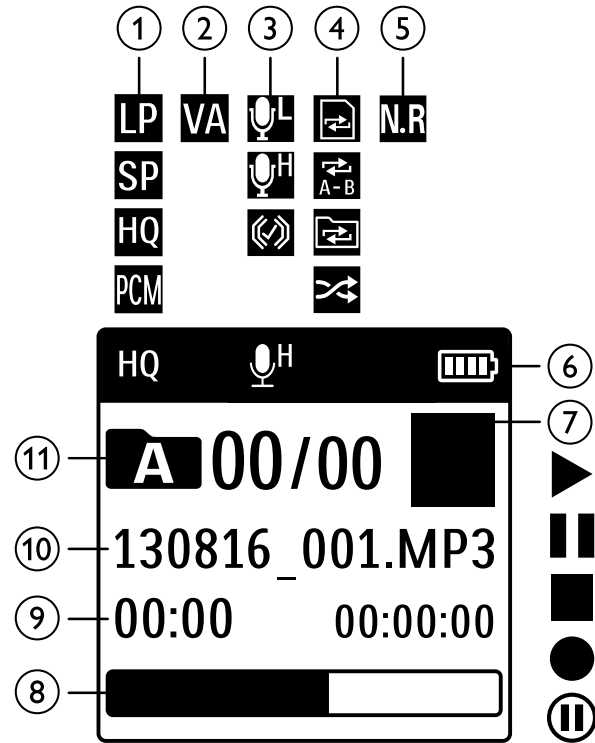 1 2 3 4 5
LP VA L N.R
SP H A-B
HQ
PCM
HQ H 6
7
11 A 00/00
10 130816_001.MP3
9 00:00 00:00:00
8